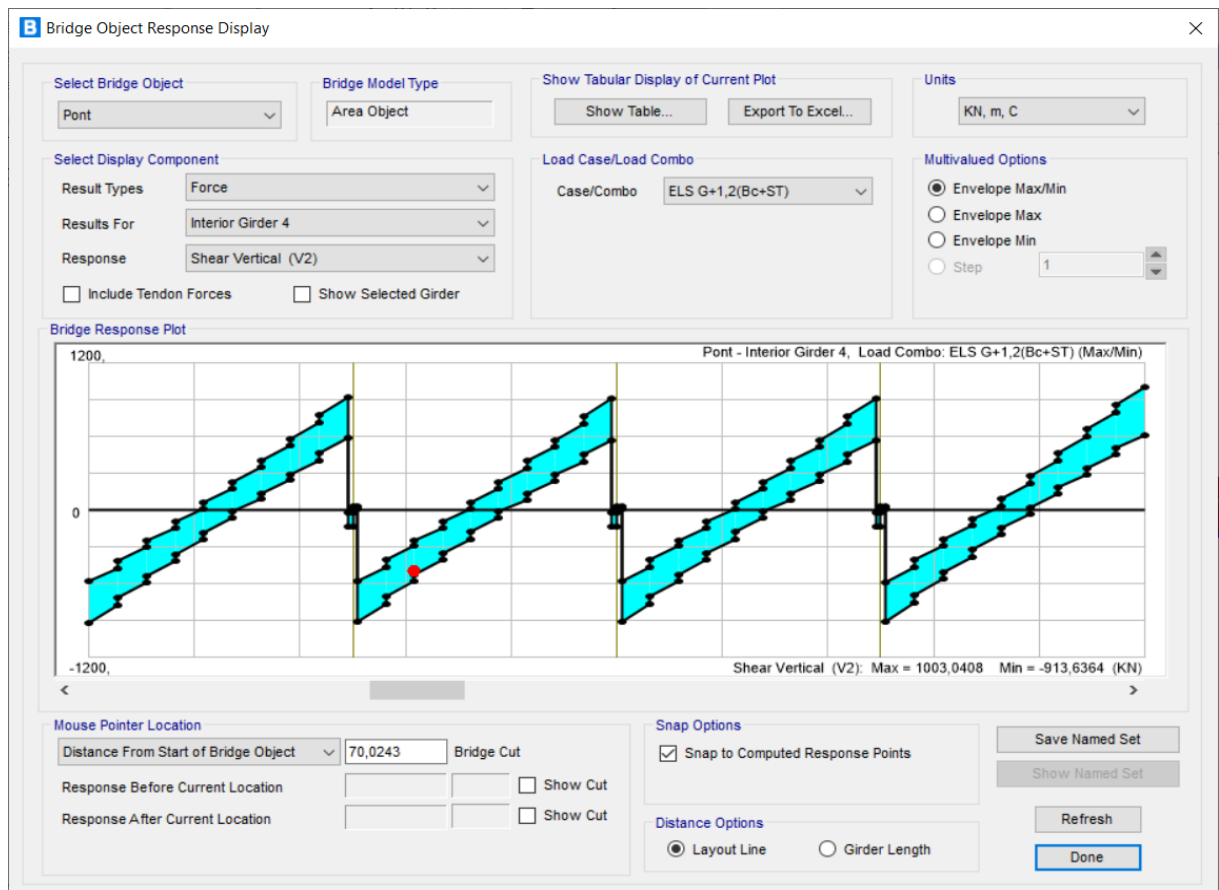 B Bridge Object Response Display
Select Bridge Object
Pont
Bridge Model Type
Area Object
Show Tabular Display of Current Plot
Show Table...
Export To Excel...
Units
KN, m, C
Select Display Component
Result Types
Force
Results For
Interior Girder 4
Response
Shear Vertical (V2)
Include Tendon Forces
Show Selected Girder
Load Case/Load Combo
Case/Combo
ELS G+1,2(Bc+ST)
Multivalued Options
Envelope Max/Min
Envelope Max
Envelope Min
Step
1
Bridge Response Plot
1200,
Pont - Interior Girder 4, Load Combo: ELS G+1,2(Bc+ST) (Max/Min)
0
-1200,
Shear Vertical (V2): Max = 1003,0408 Min = -913,6364 (KN)
Mouse Pointer Location
Distance From Start of Bridge Object
70,0243
Bridge Cut
Response Before Current Location
Show Cut
Response After Current Location
Show Cut
Snap Options
Snap to Computed Response Points
Distance Options
Layout Line
Girder Length
Save Named Set
Show Named Set
Refresh
Done